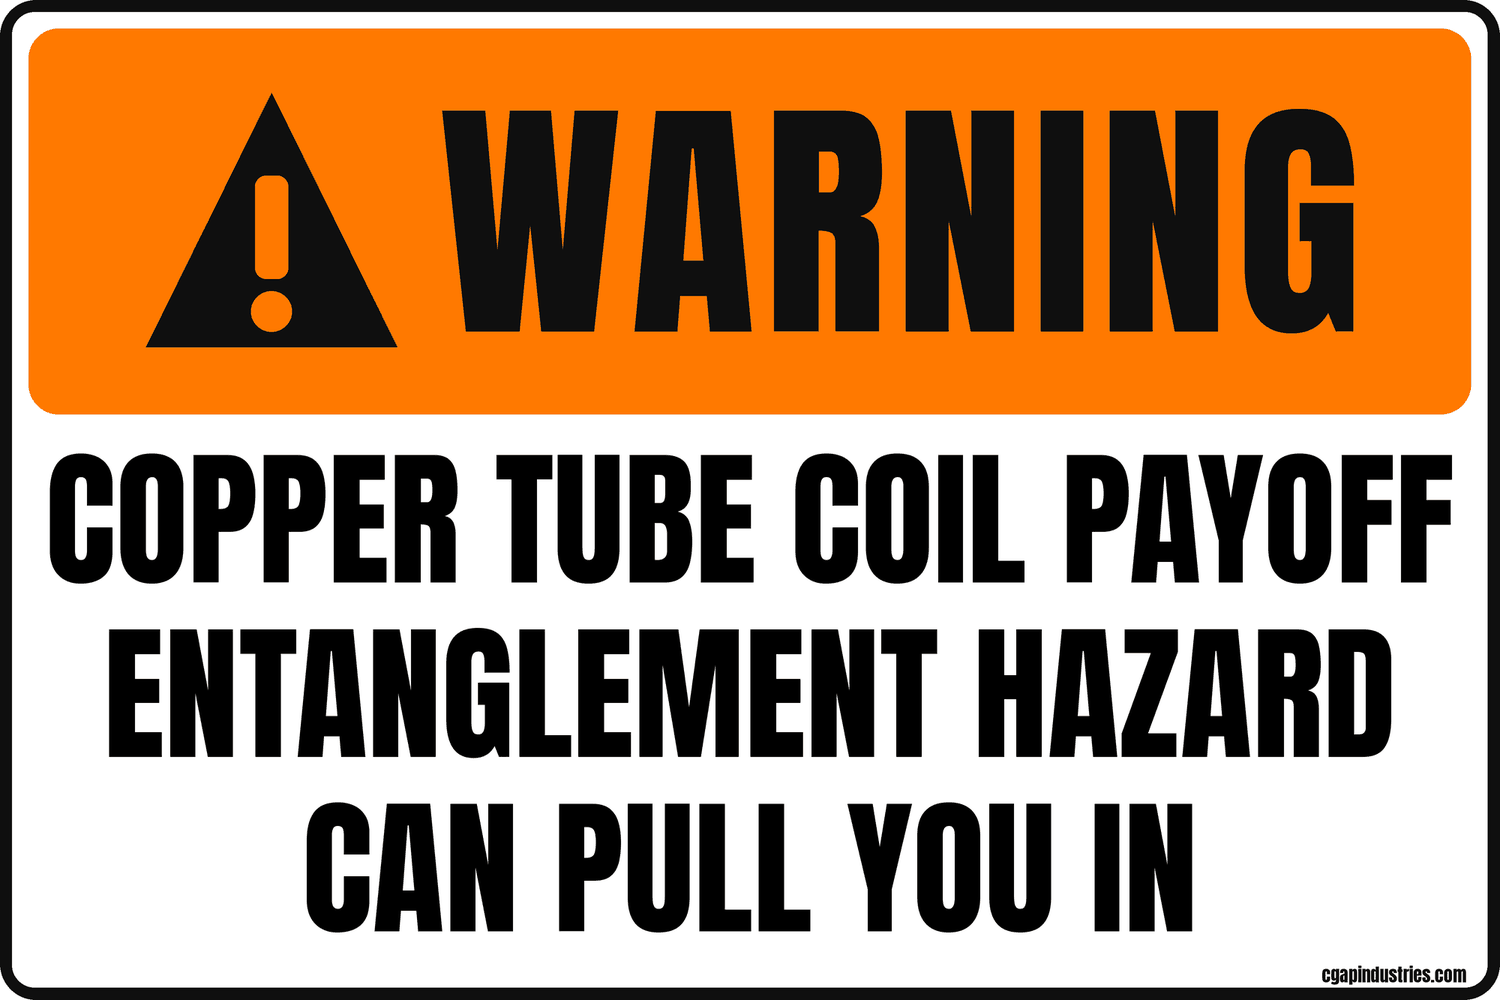 WARNING
COPPER TUBE COIL PAYOFF
ENTANGLEMENT HAZARD
CAN PULL YOU IN
cgapindustries.com